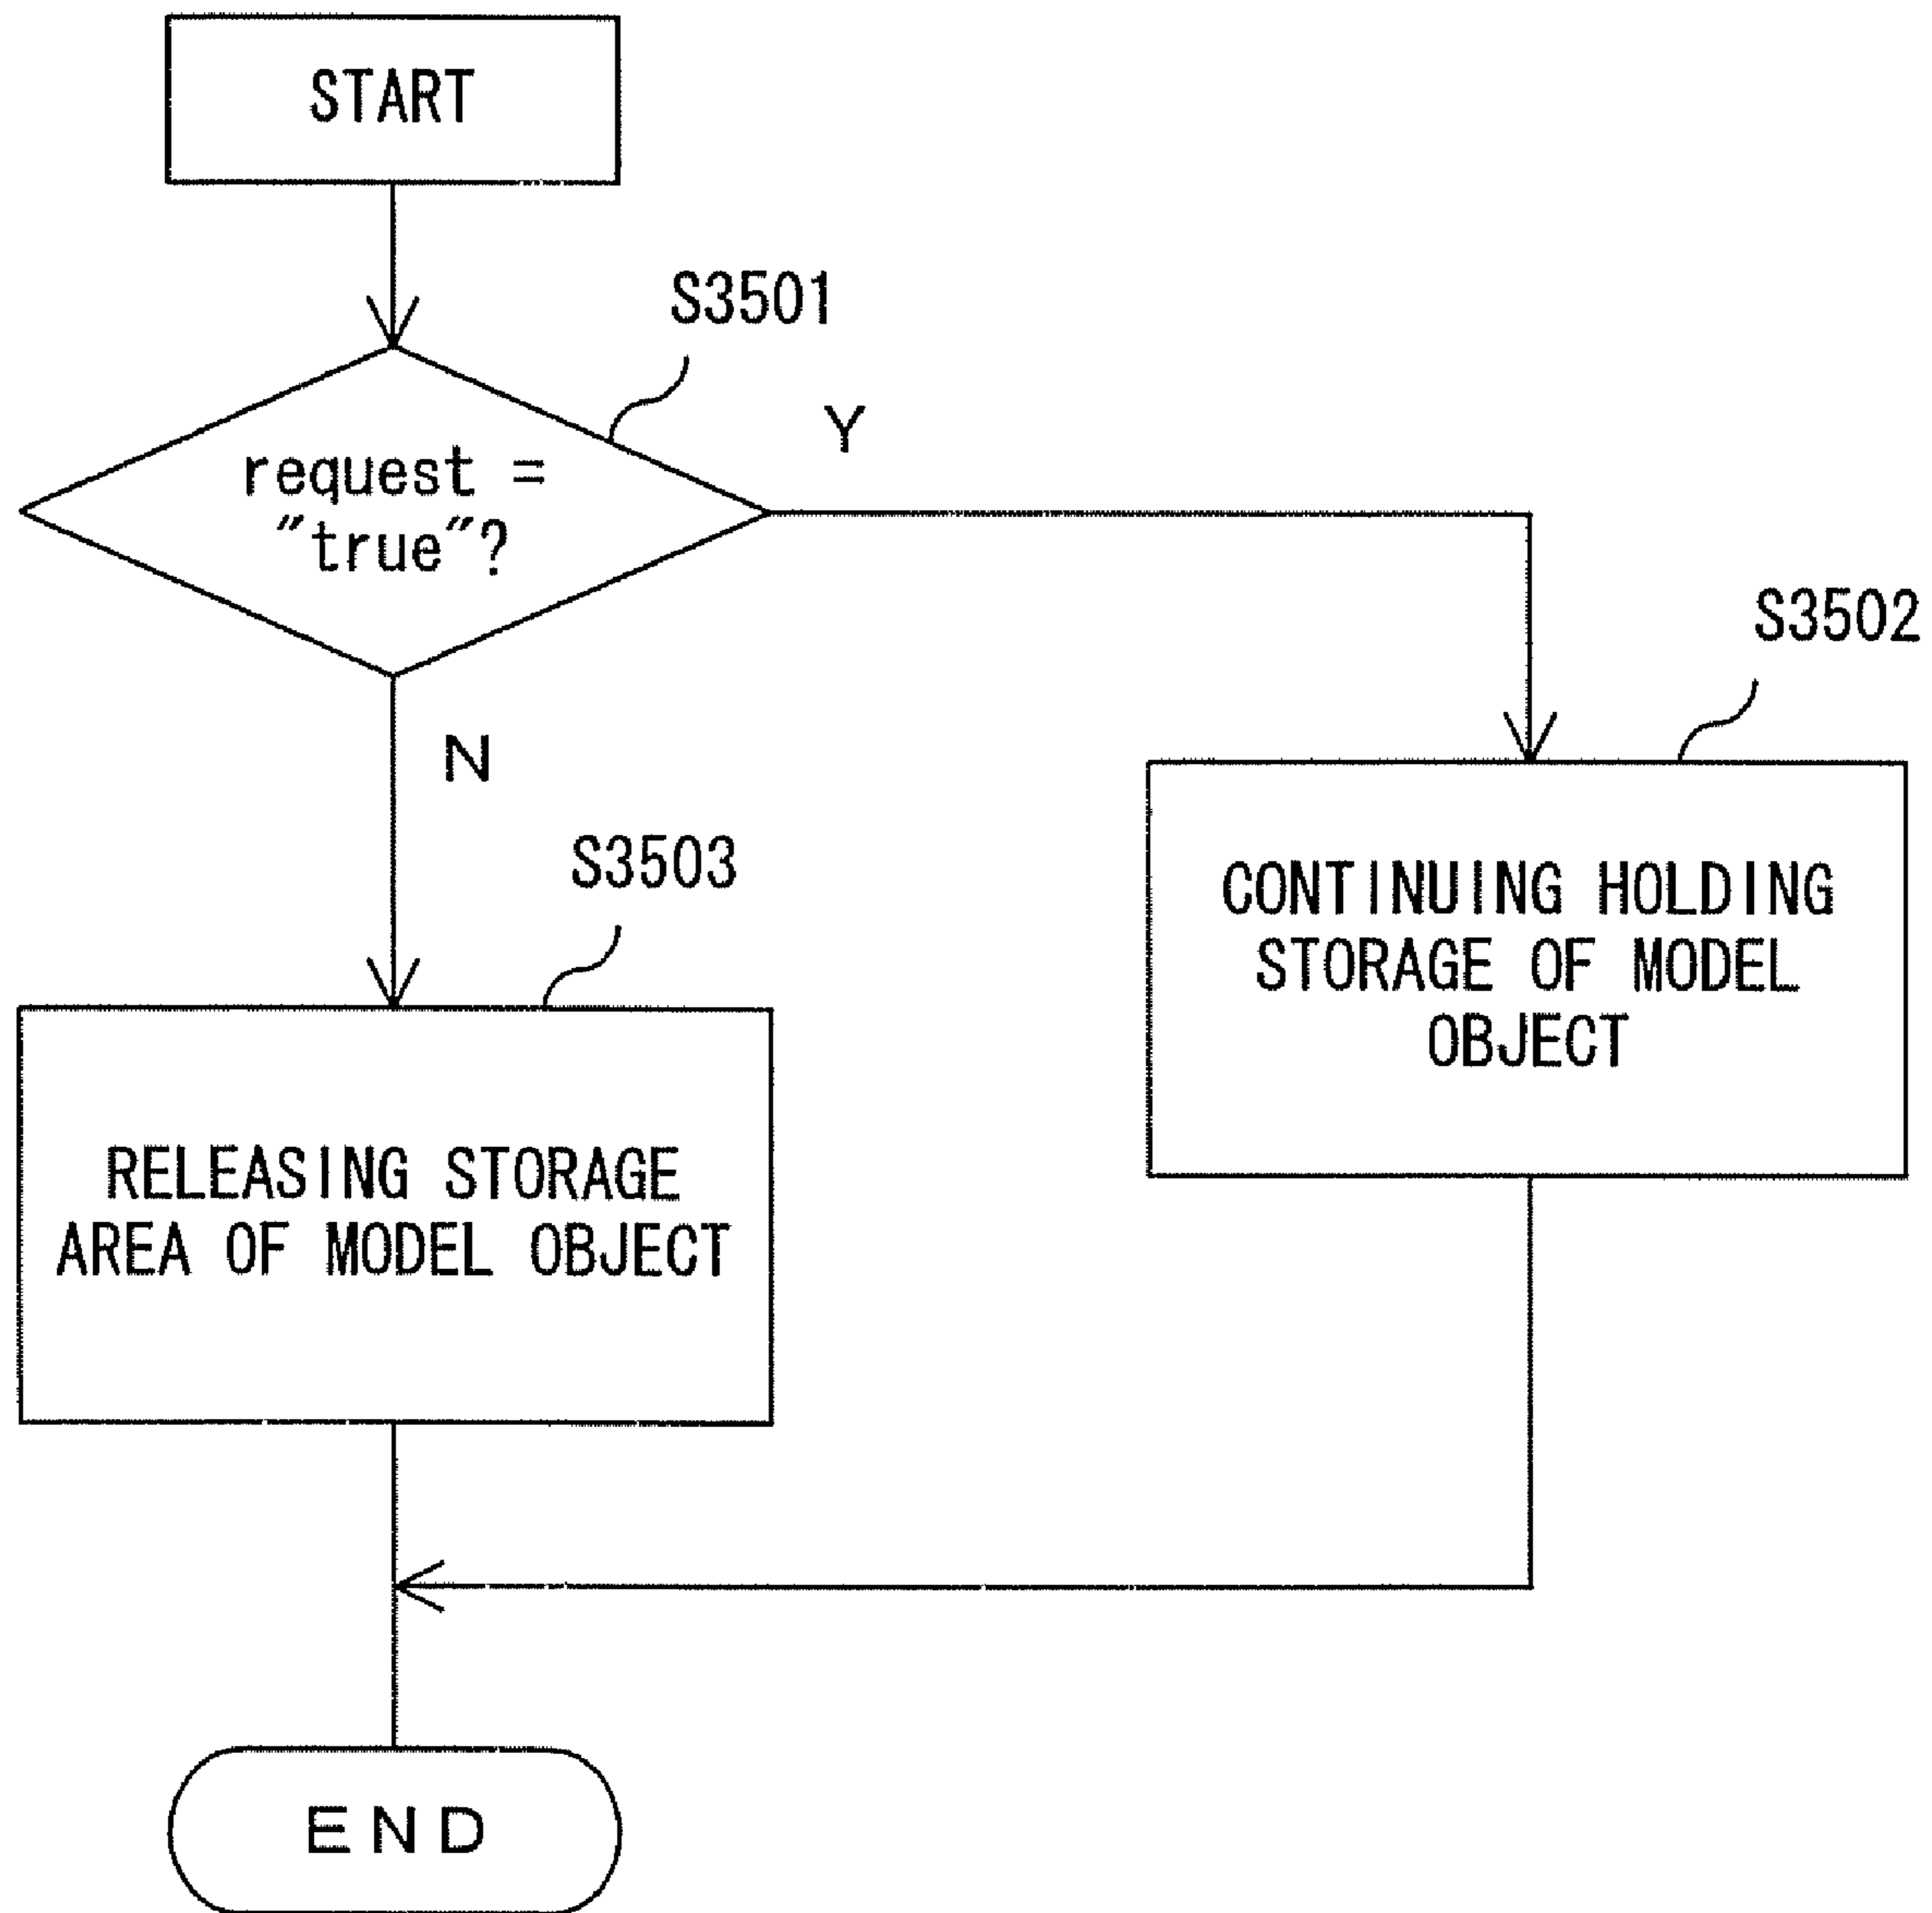 START
S3501
Y
request =
"true"?
S3502
N
S3503
CONTINUING HOLDING
STORAGE OF MODEL
OBJECT
RELEASING STORAGE
AREA OF MODEL OBJECT
END